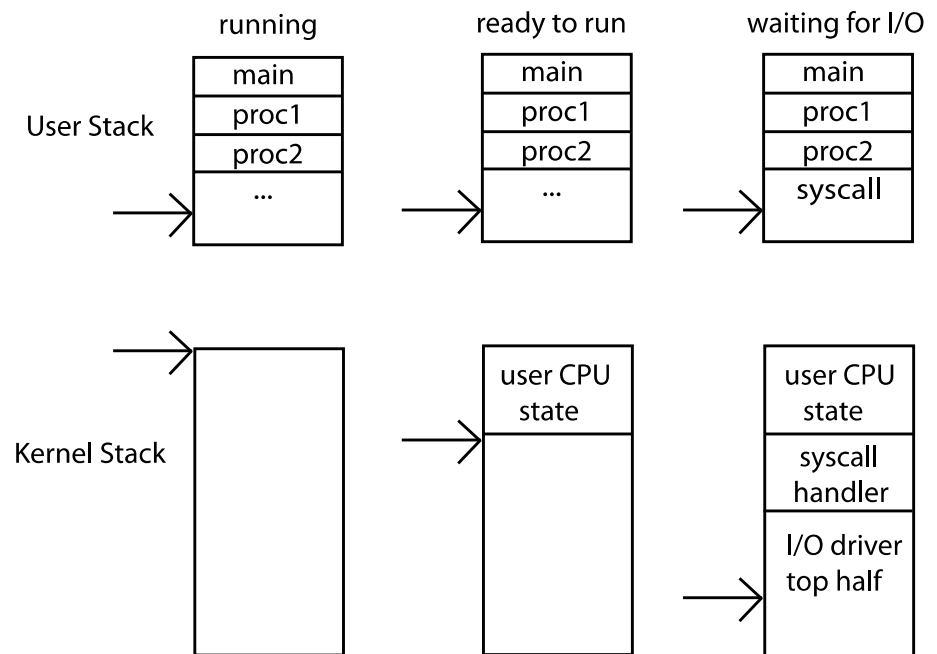 running
ready to run
waiting for I/O
User Stack
main
proc1
proc2
...
main
proc1
proc2
...
main
proc1
proc2
syscall
Kernel Stack
user CPU
state
user CPU
state
syscall
handler
I/O driver
top half